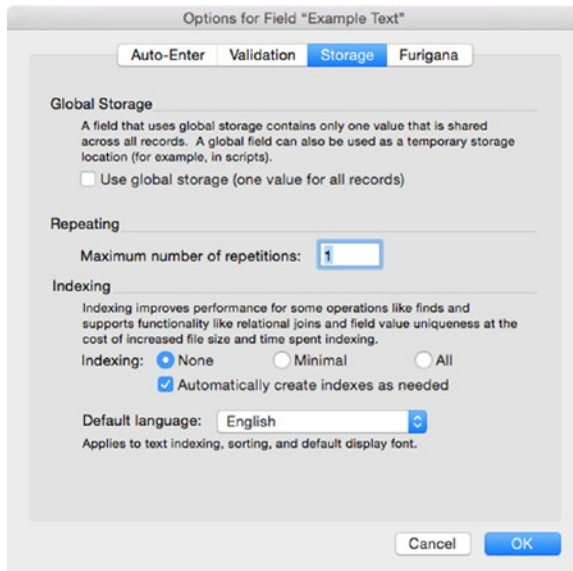 Options for Field “Example Text”
Auto-Enter Validation Storage Furigana
Global Storage
A field that uses global storage contains only one value that is shared
across all records. A global field can also be used as a temporary storage
location (for example, in scripts).
Use global storage (one value for all records)
Repeating
Maximum number of repetitions: 1
Indexing
Indexing improves performance for some operations like finds and
supports functionality like relational joins and field value uniqueness at the
cost of increased file size and time spent indexing.
Indexing: None Minimal All
Automatically create indexes as needed
Default language: English
Applies to text indexing, sorting, and default display font.
Cancel OK